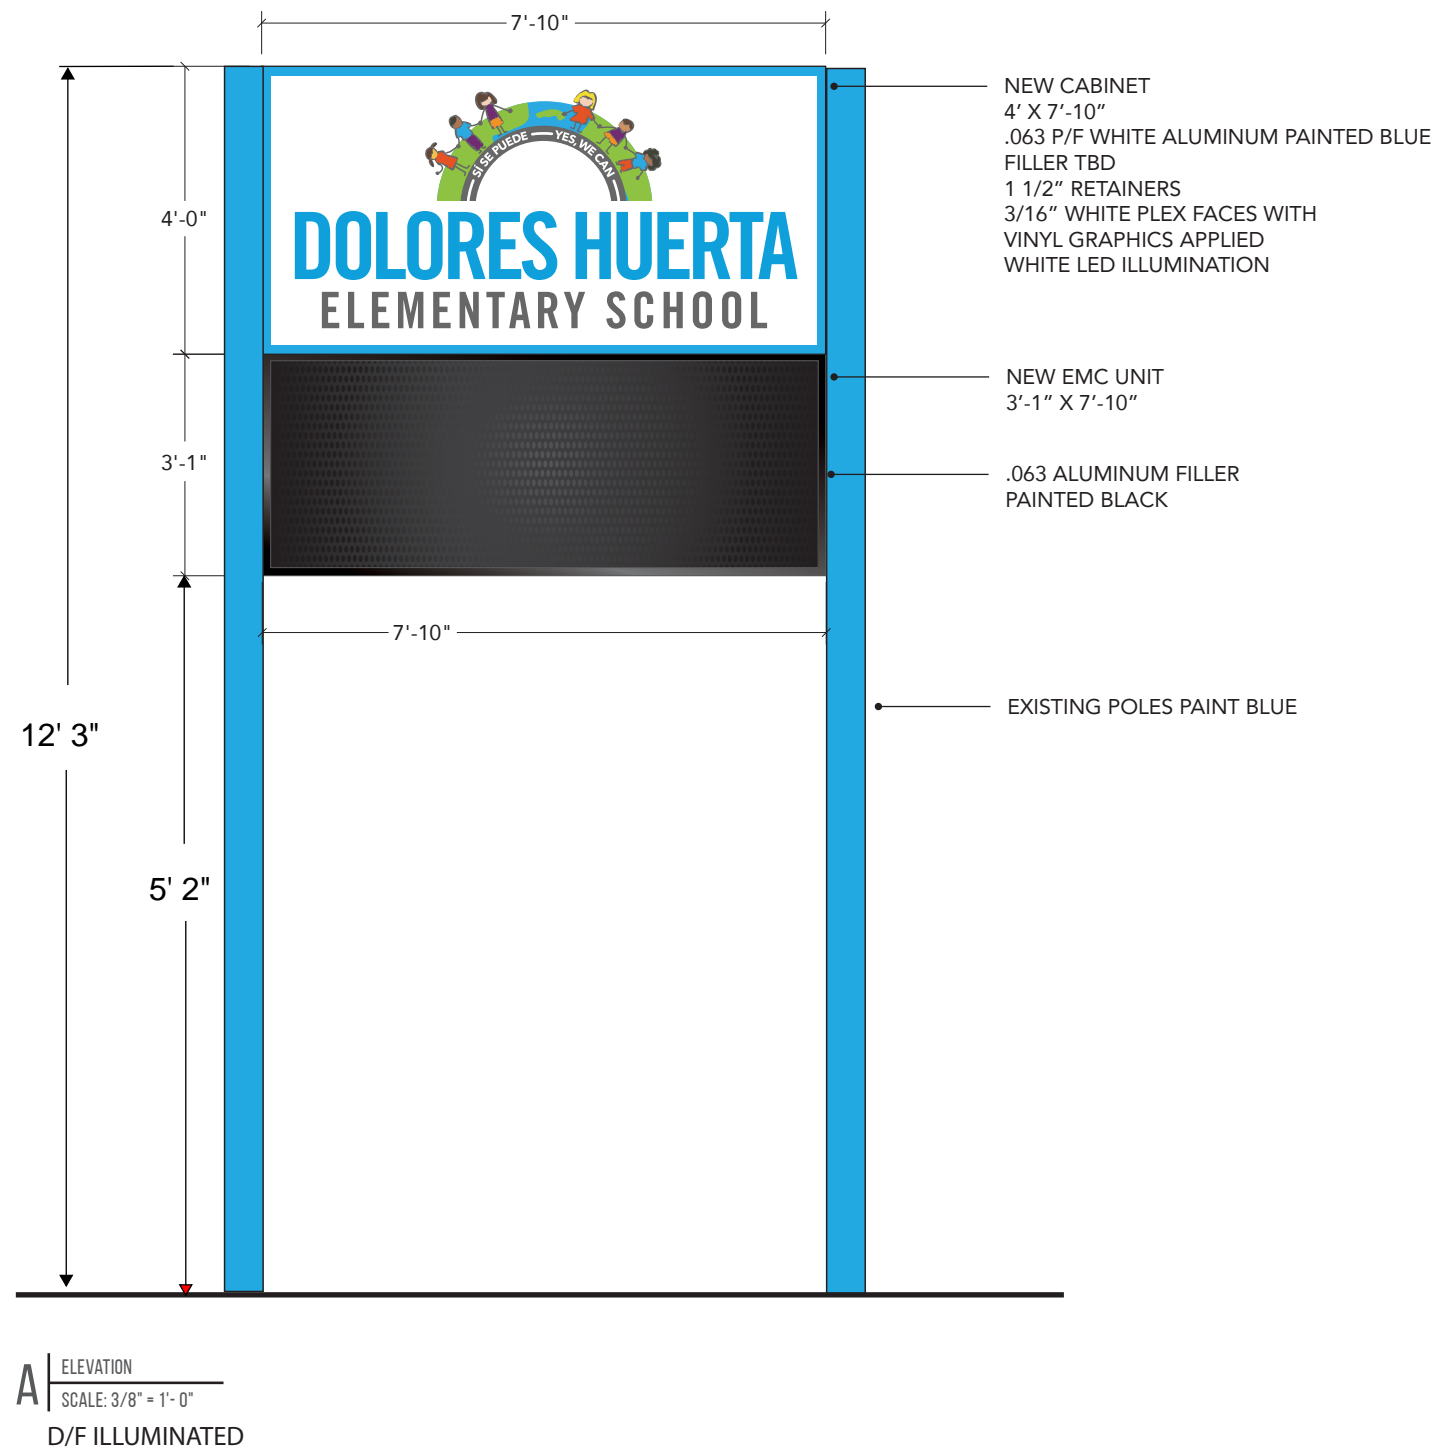 7'-10"
NEW CABINET
4’ X 7’-10”
.063 P/F WHITE ALUMINUM PAINTED BLUE
FILLER TBD
1 1/2” RETAINERS
3/16” WHITE PLEX FACES WITH
VINYL GRAPHICS APPLIED
WHITE LED ILLUMINATION
SÍ SE PUEDE — YES, WE CAN
4'-0"
DOLORES HUERTA
ELEMENTARY SCHOOL
NEW EMC UNIT
3’-1” X 7’-10”
3'-1"
.063 ALUMINUM FILLER
PAINTED BLACK
7'-10"
EXISTING POLES PAINT BLUE
12' 3"
5' 2"
A
ELEVATION
SCALE: 3/8" = 1'- 0"
D/F ILLUMINATED